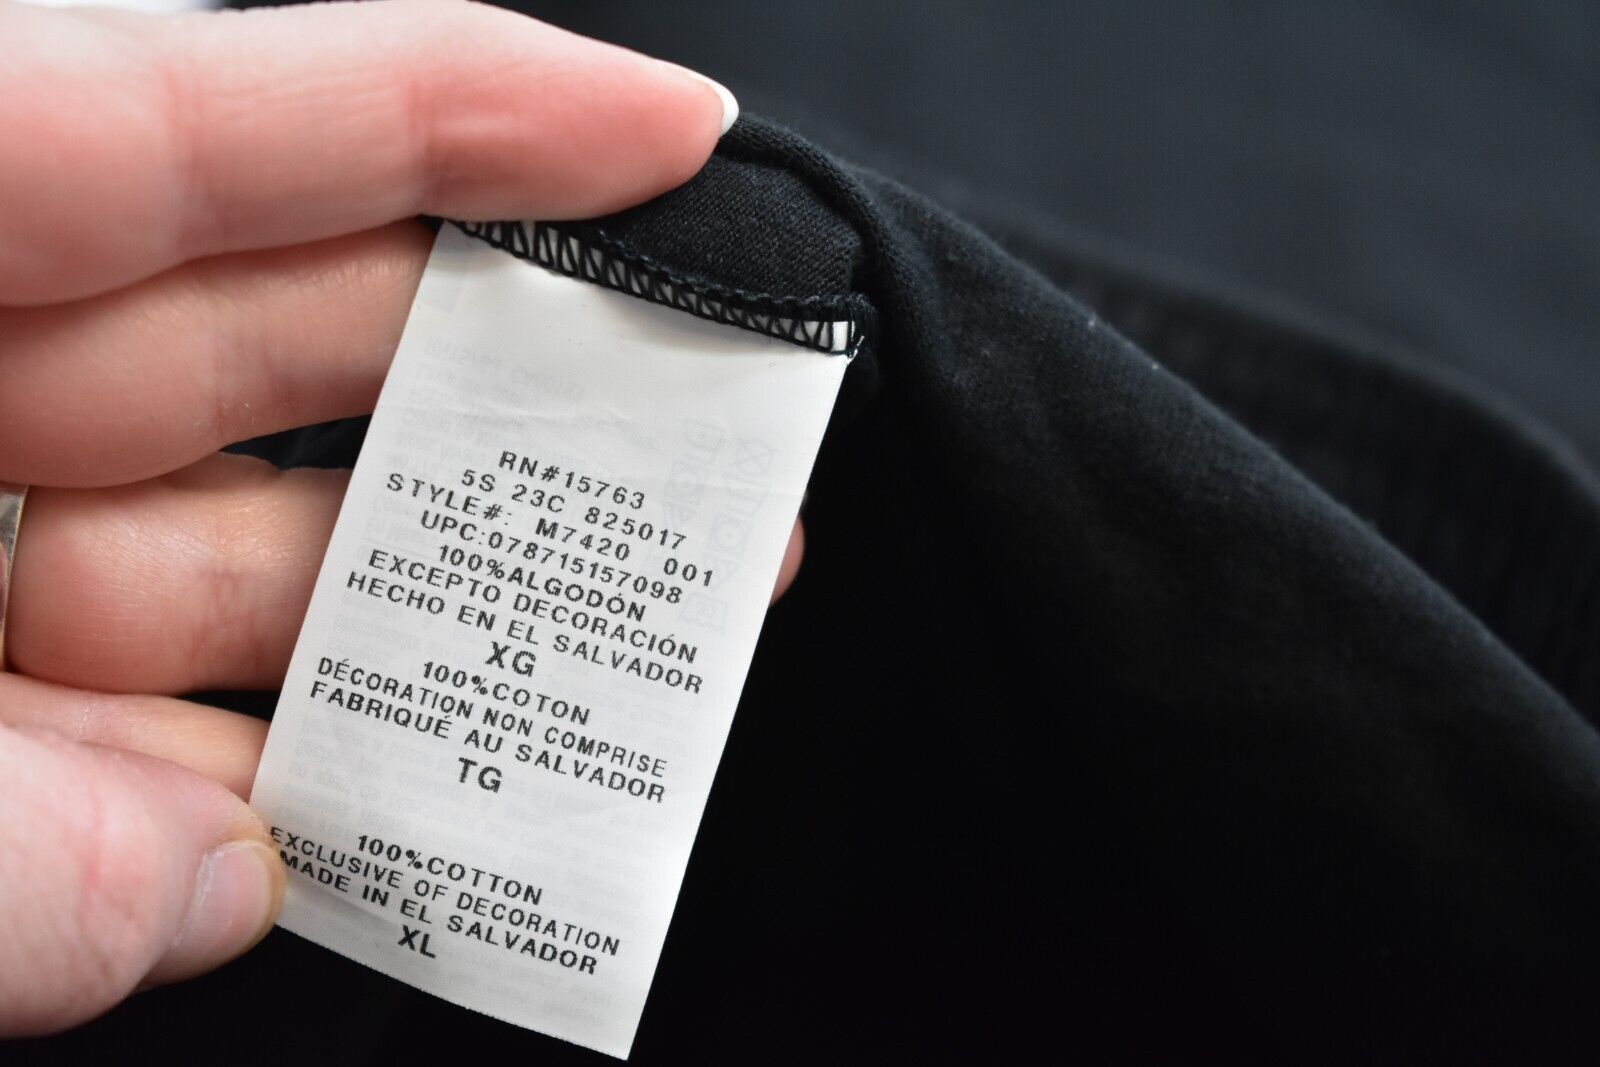 RN#15763
5S 23C 825017
STYLE#: M7420 001
UPC:078715157098
100%ALGODÓN
EXCEPTO DECORACIÓN
HECHO EN EL SALVADOR
XG
100%COTON
DÉCORATION NON COMPRISE
FABRIQUÉ AU SALVADOR
TG
100%COTTON
EXCLUSIVE OF DECORATION
MADE IN EL SALVADOR
XL